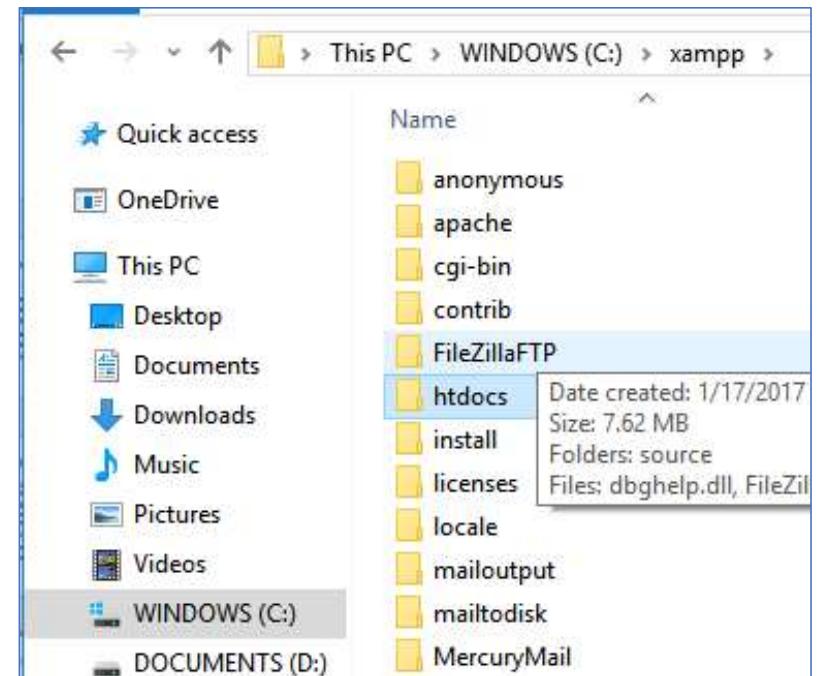 This PC > WINDOWS (C:) > xampp >
Quick access
OneDrive
This PC
Desktop
Documents
Downloads
Music
Pictures
Videos
WINDOWS (C:)
DOCUMENTS (D:)
Name
anonymous
apache
cgi-bin
contrib
FileZillaFTP
htdocs
install
licenses
locale
mailoutput
mailtodisk
MercuryMail
Date created: 1/17/2017
Size: 7.62 MB
Folders: source
Files: dbghelp.dll, FileZil